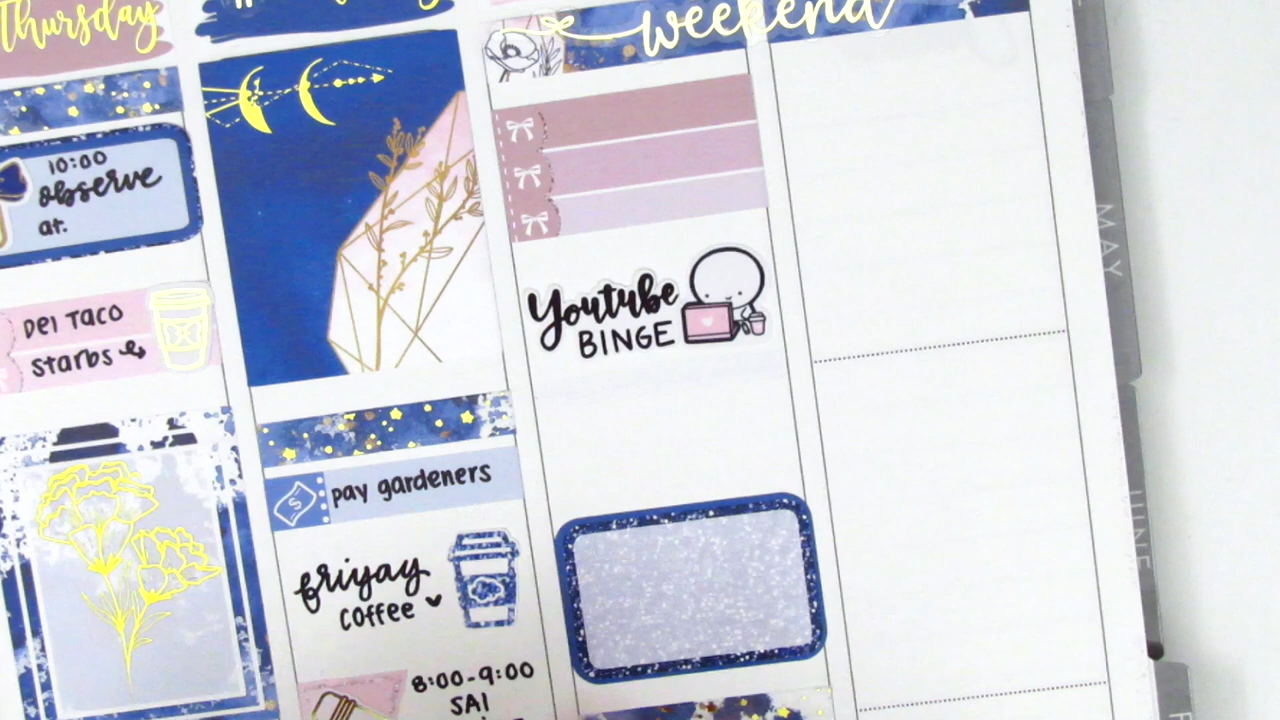 Thursday
weekend
10:00
observe
at.
Del Taco
Starbs
Youtube
BINGE
pay gardeners
friyay
coffee
8:00-9:00
SAI
MAY
JUNE